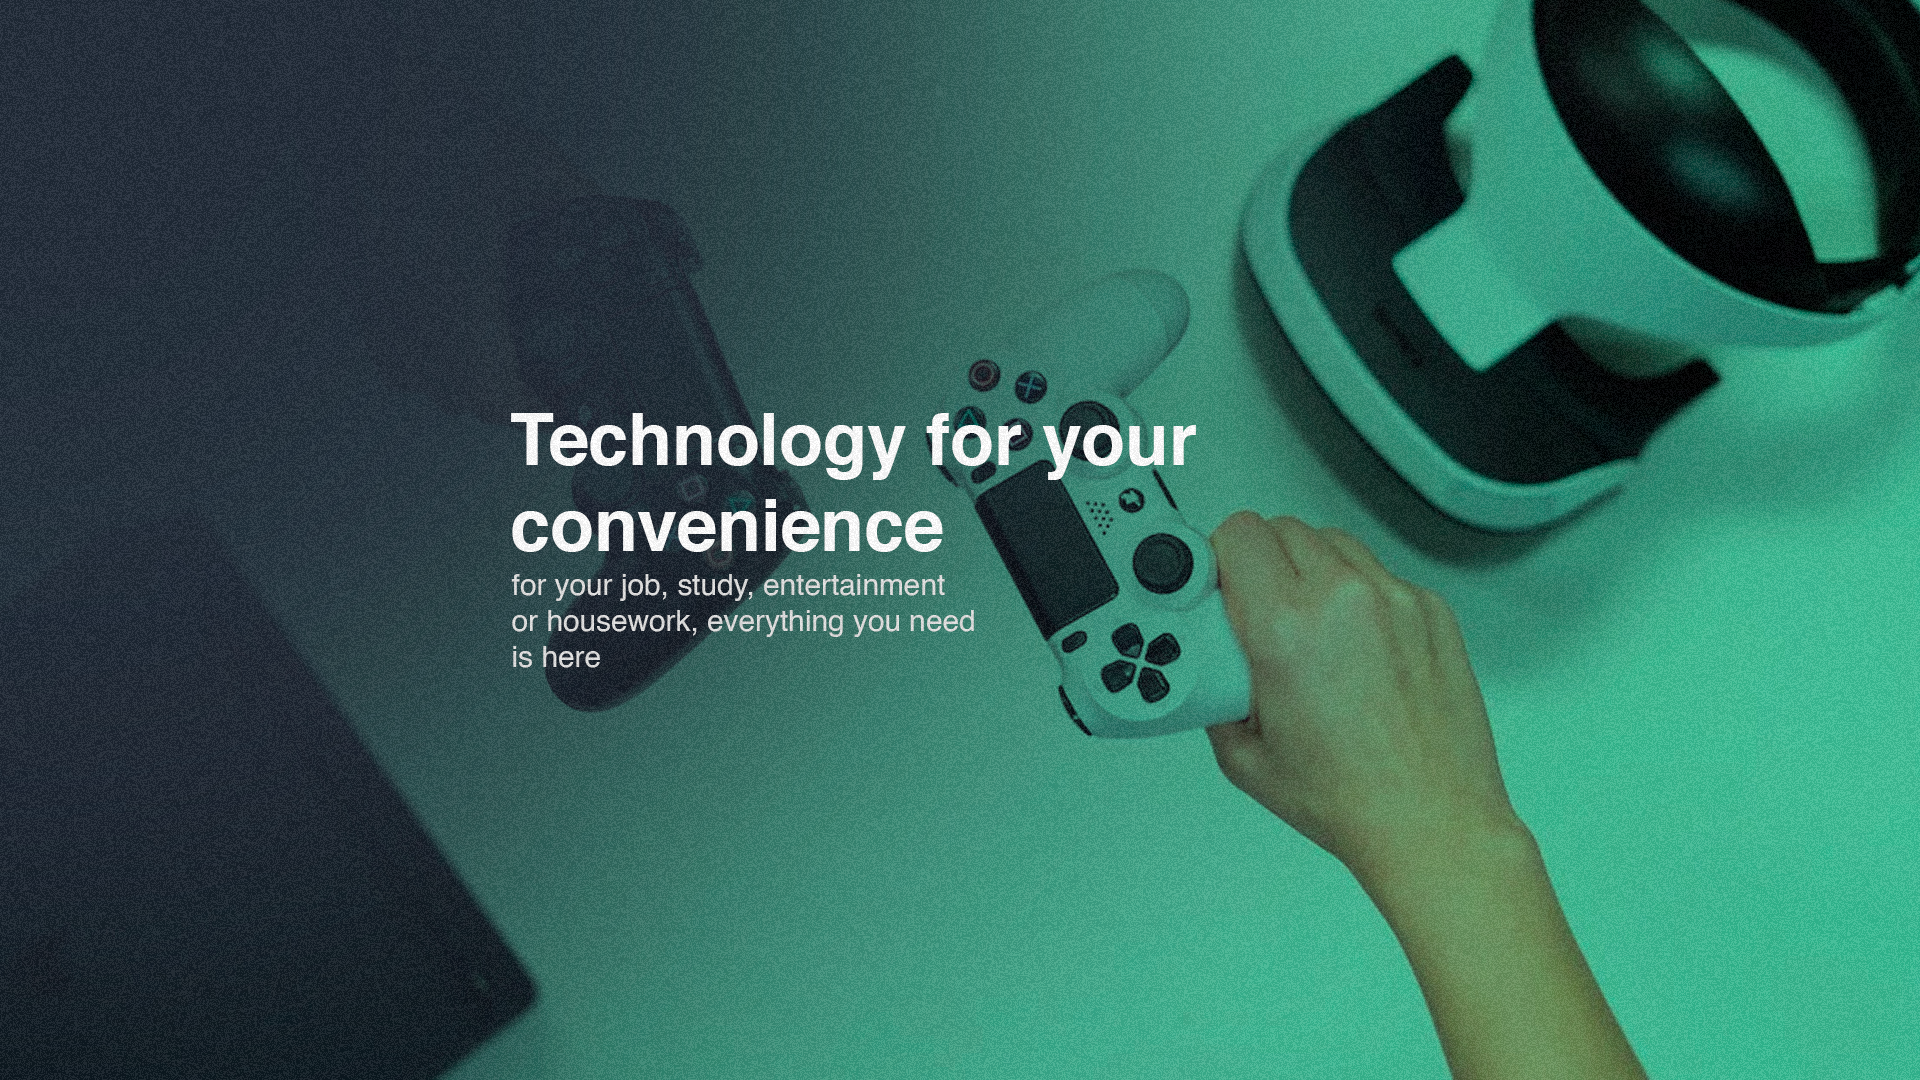 Technology for your
convenience
for your job, study, entertainment
or housework, everything you need
is here